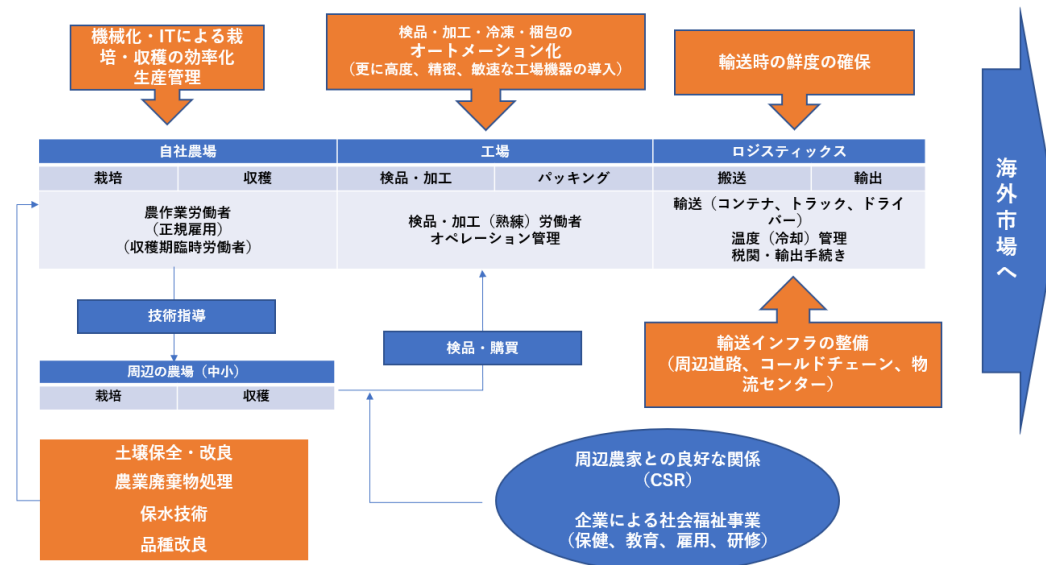 機械化・ITによる栽
培・収穫の効率化
生産管理
検品・加工・冷凍・梱包の
オートメーション化
(更に高度、精密、敏速な工場機器の導入)
輸送時の鮮度の確保
海外市場へ
自社農場
工場
ロジスティックス
栽培
収穫
検品・加工
パッキング
搬送
輸出
農作業労働者
(正規雇用)
(収穫期臨時労働者)
検品・加工(熟練)労働者
オペレーション管理
輸送(コンテナ、トラック、ドライ
バー)
温度(冷却)管理
税関・輸出手続き
技術指導
検品・購買
周辺の農場(中小)
栽培
収穫
輸送インフラの整備
(周辺道路、コールドチェーン、物
流センター)
土壌保全・改良
農業廃棄物処理
保水技術
品種改良
周辺農家との良好な関係
(CSR)
企業による社会福祉事業
(保健、教育、雇用、研修)